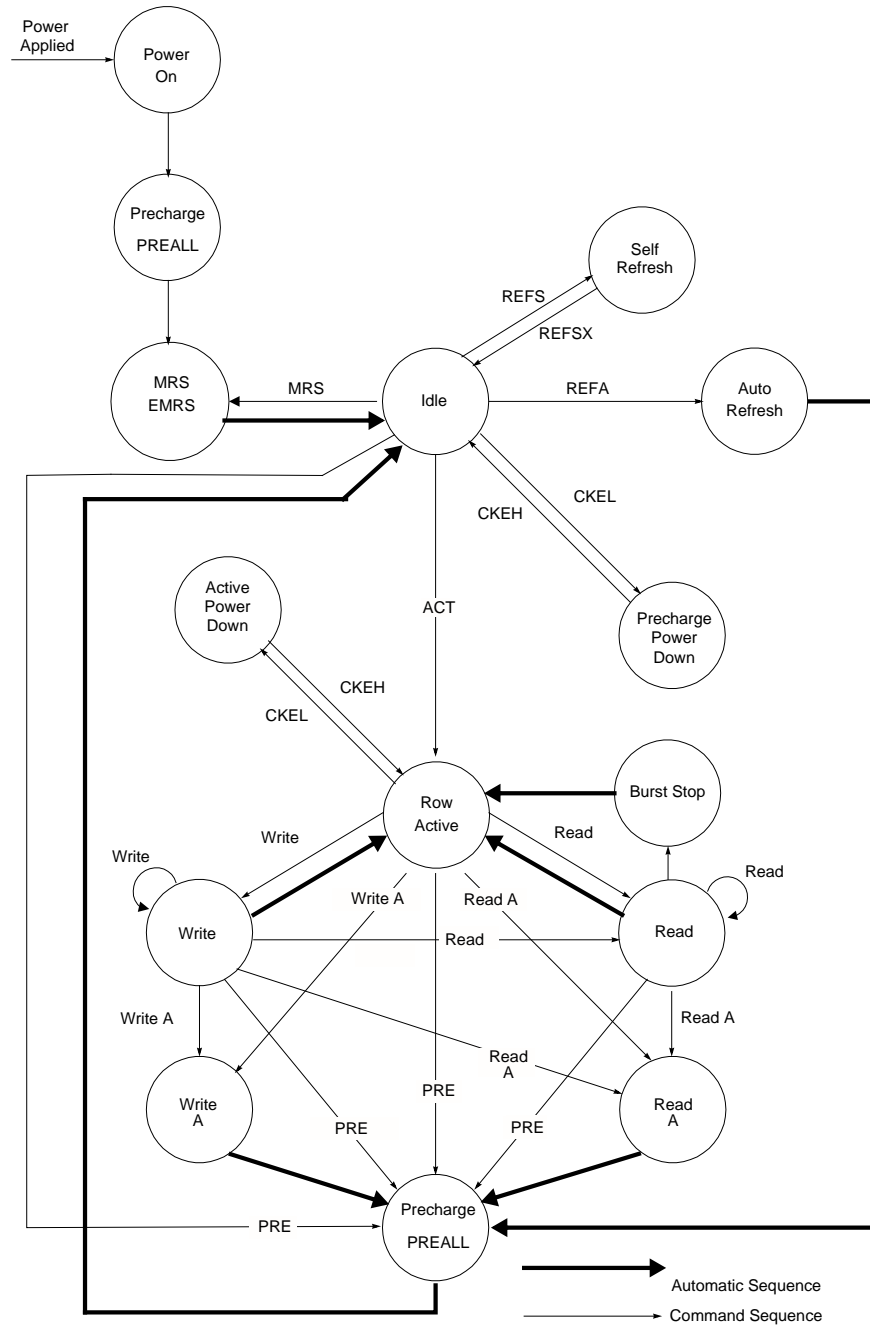 Power
Applied
Power
On
Precharge
PREALL
Self
Refresh
REFS
REFSX
MRS
EMRS
MRS
Idle
REFA
Auto
Refresh
CKEL
CKEH
Active
Power
Down
ACT
Precharge
Power
Down
CKEH
CKEL
Row
Active
Burst Stop
Write
Read
Write
Read
Write A
Read A
Write
Read
Read
Write A
Read A
Read
A
Write
A
PRE
Read
A
PRE
PRE
Precharge
PREALL
PRE
Automatic Sequence
Command Sequence